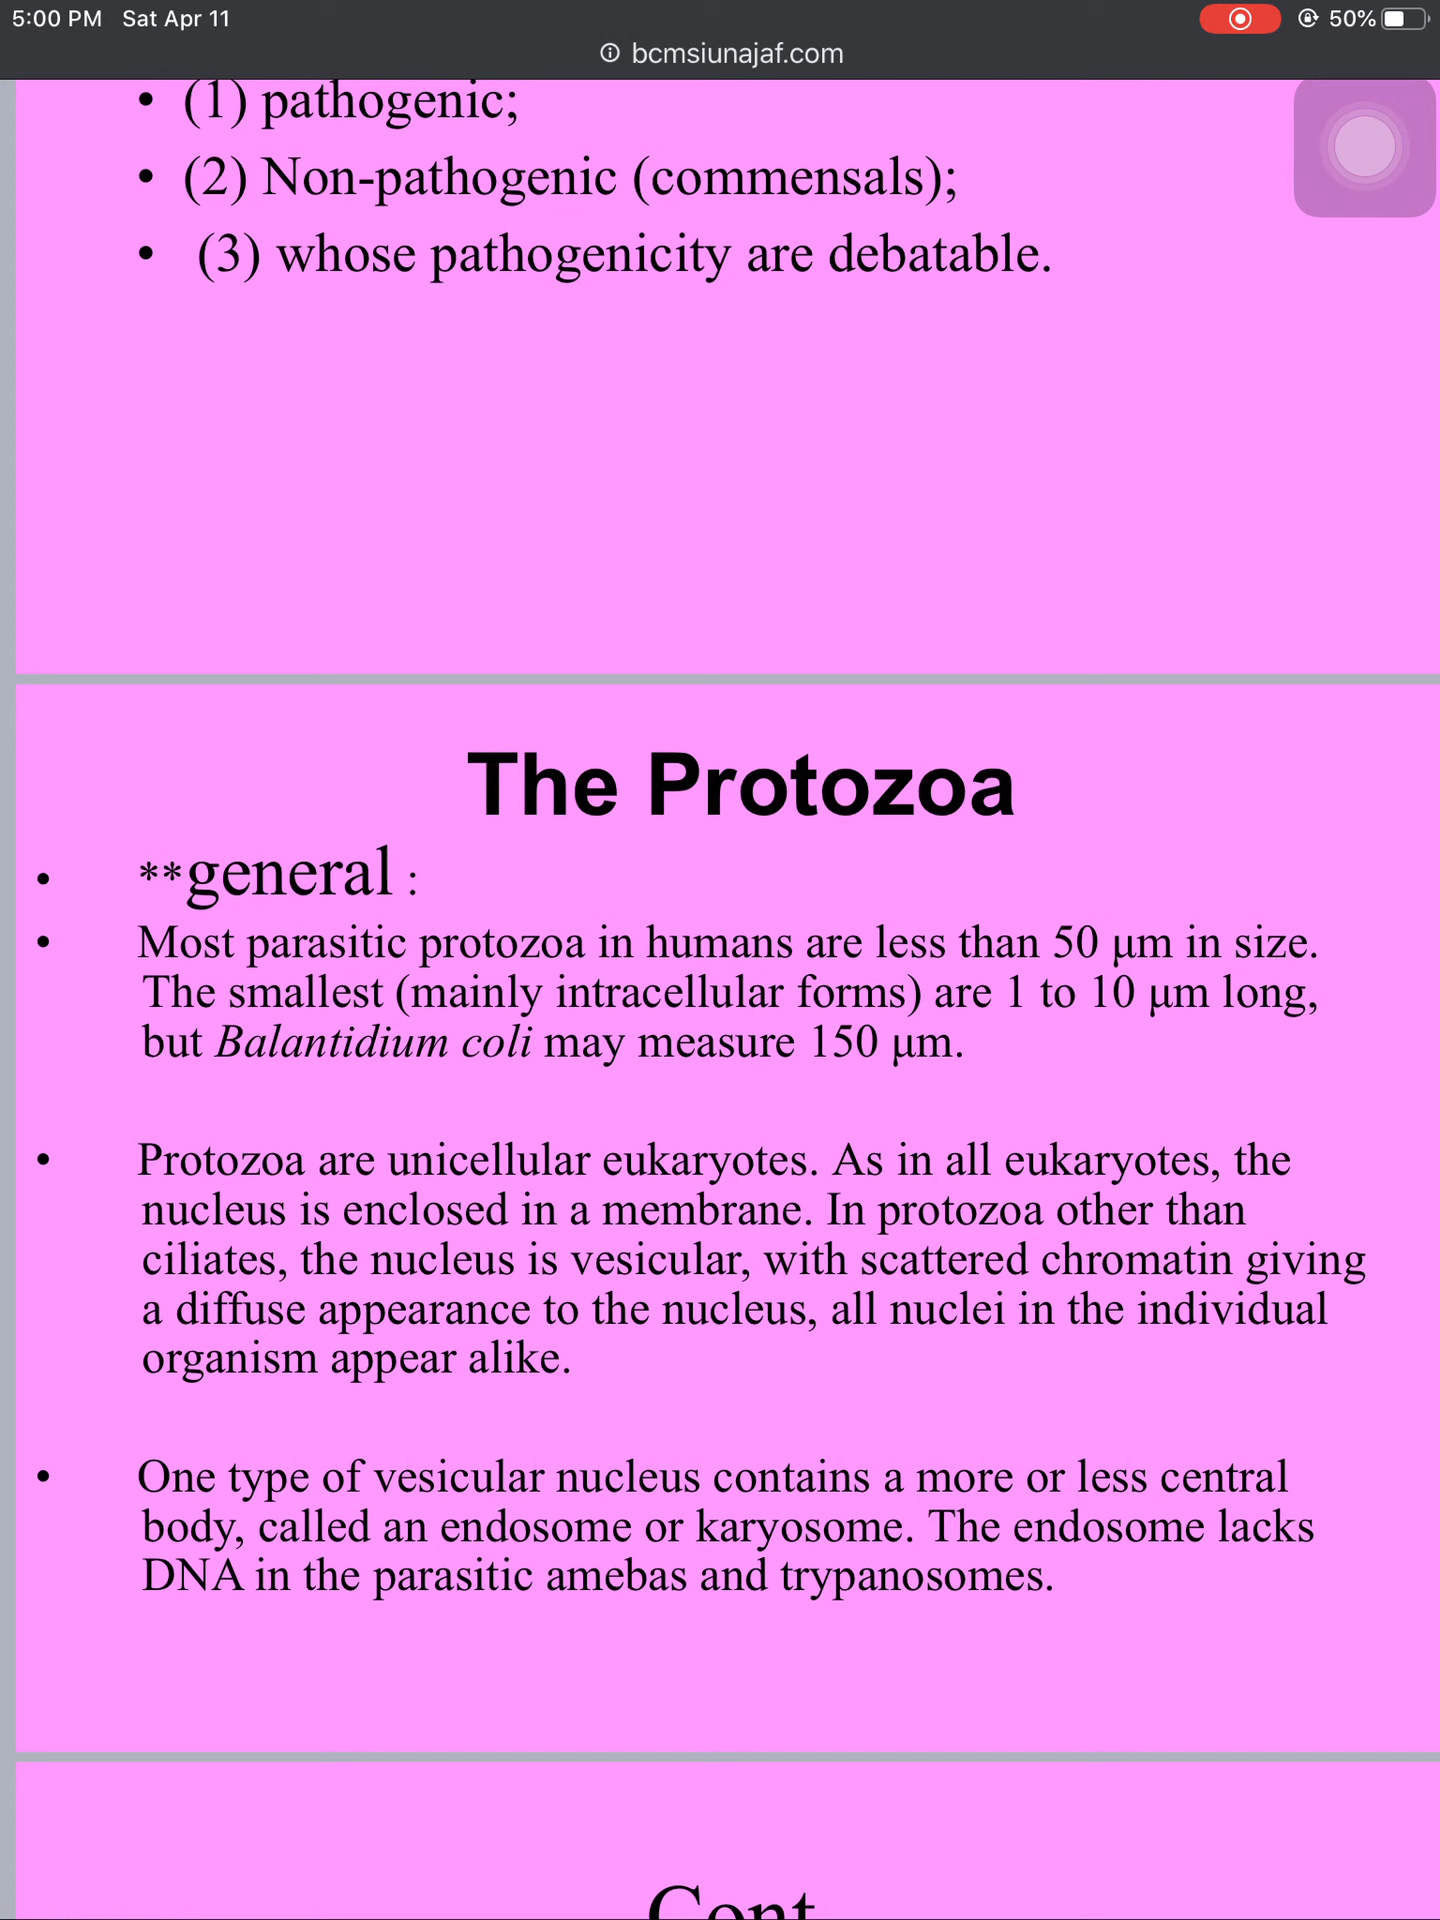 5:00 PM Sat Apr 11
50%
bcmsiunajaf.com
• (1) pathogenic;
• (2) Non-pathogenic (commensals);
• (3) whose pathogenicity are debatable.
The Protozoa
• **general :
• Most parasitic protozoa in humans are less than 50 μm in size.
The smallest (mainly intracellular forms) are 1 to 10 μm long,
but Balantidium coli may measure 150 μm.
• Protozoa are unicellular eukaryotes. As in all eukaryotes, the
nucleus is enclosed in a membrane. In protozoa other than
ciliates, the nucleus is vesicular, with scattered chromatin giving
a diffuse appearance to the nucleus, all nuclei in the individual
organism appear alike.
• One type of vesicular nucleus contains a more or less central
body, called an endosome or karyosome. The endosome lacks
DNA in the parasitic amebas and trypanosomes.
Cont